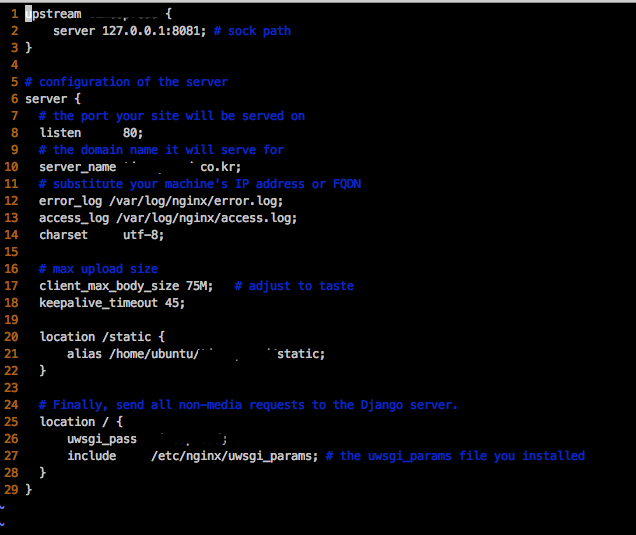 1 upstream {
2 server 127.0.0.1:8081; # sock path
3 }
4
5 # configuration of the server
6 server {
7 # the port your site will be served on
8 listen 80;
9 # the domain name it will serve for
10 server_name co.kr;
11 # substitute your machine's IP address or FQDN
12 error_log /var/log/nginx/error.log;
13 access_log /var/log/nginx/access.log;
14 charset utf-8;
15
16 # max upload size
17 client_max_body_size 75M; # adjust to taste
18 keepalive_timeout 45;
19
20 location /static {
21 alias /home/ubuntu/ static;
22 }
23
24 # Finally, send all non-media requests to the Django server.
25 location / {
26 uwsgi_pass ;
27 include /etc/nginx/uwsgi_params; # the uwsgi_params file you installed
28 }
29 }
~
~